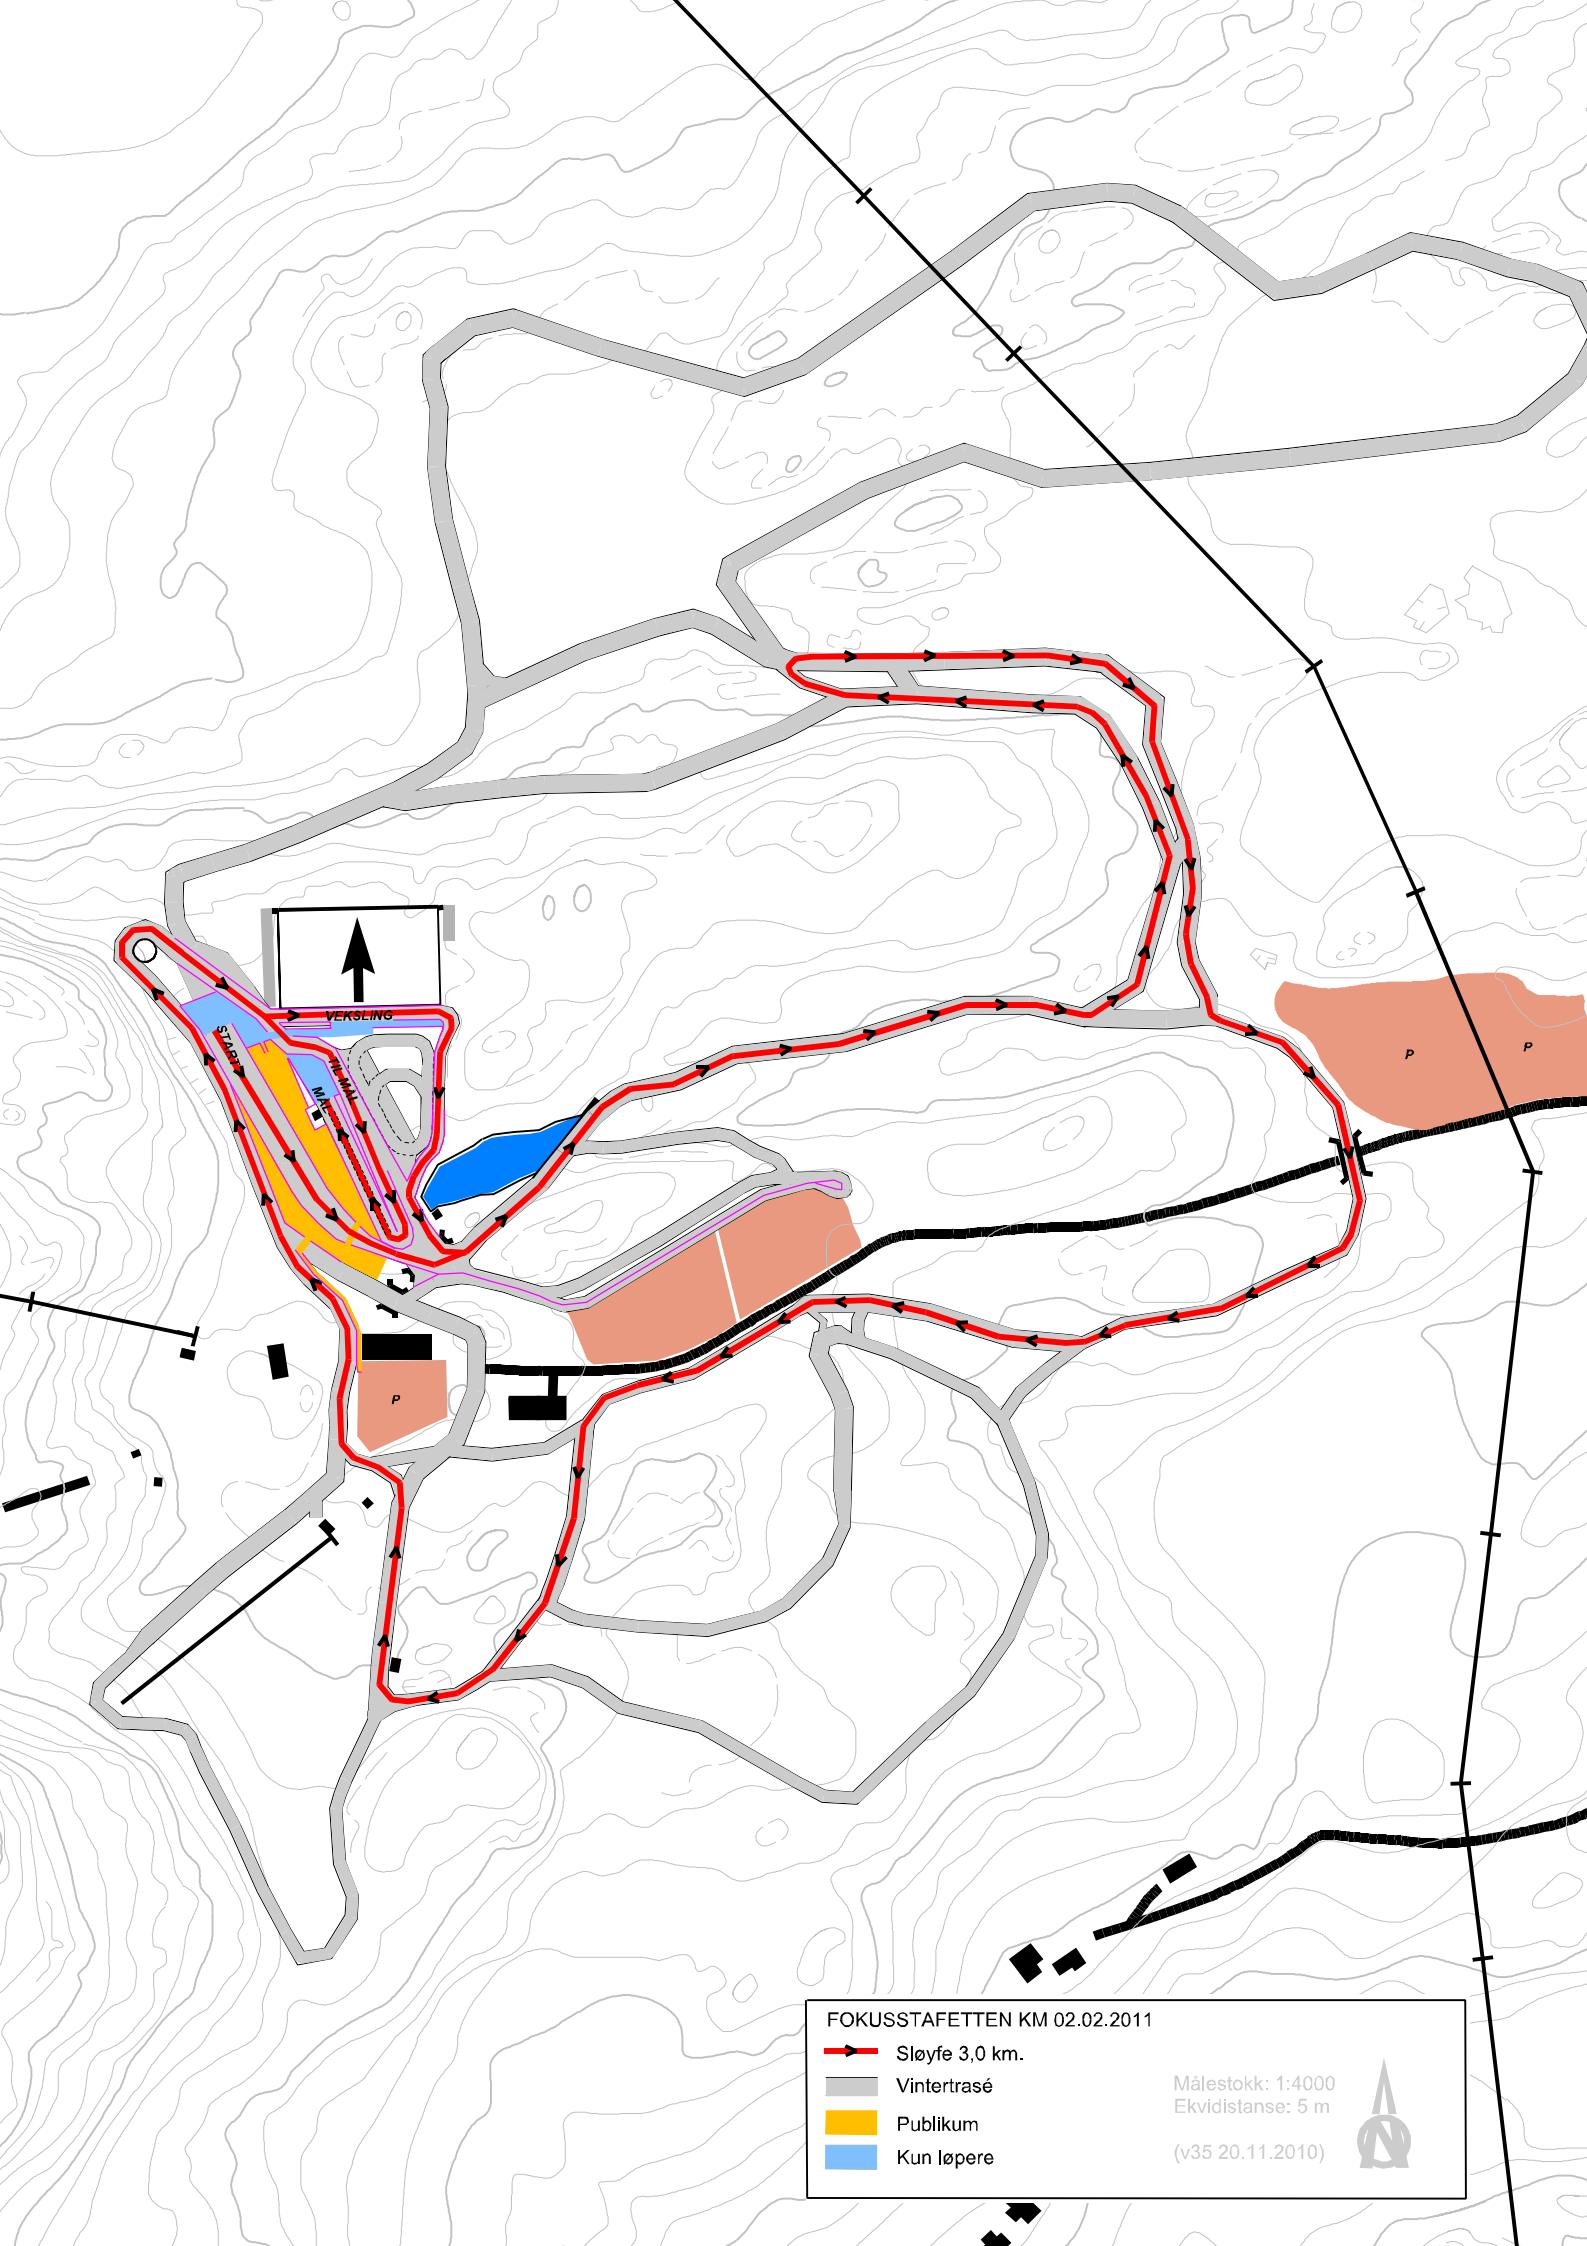 VEKSLING
START
TIL MÅL
MÅL
P
P
P
FOKUSSTAFETTEN KM 02.02.2011
Sløyfe 3,0 km.
Vintertrasé
Publikum
Kun løpere
Målestokk: 1:4000
Ekvidistanse: 5 m
(v35 20.11.2010)
N